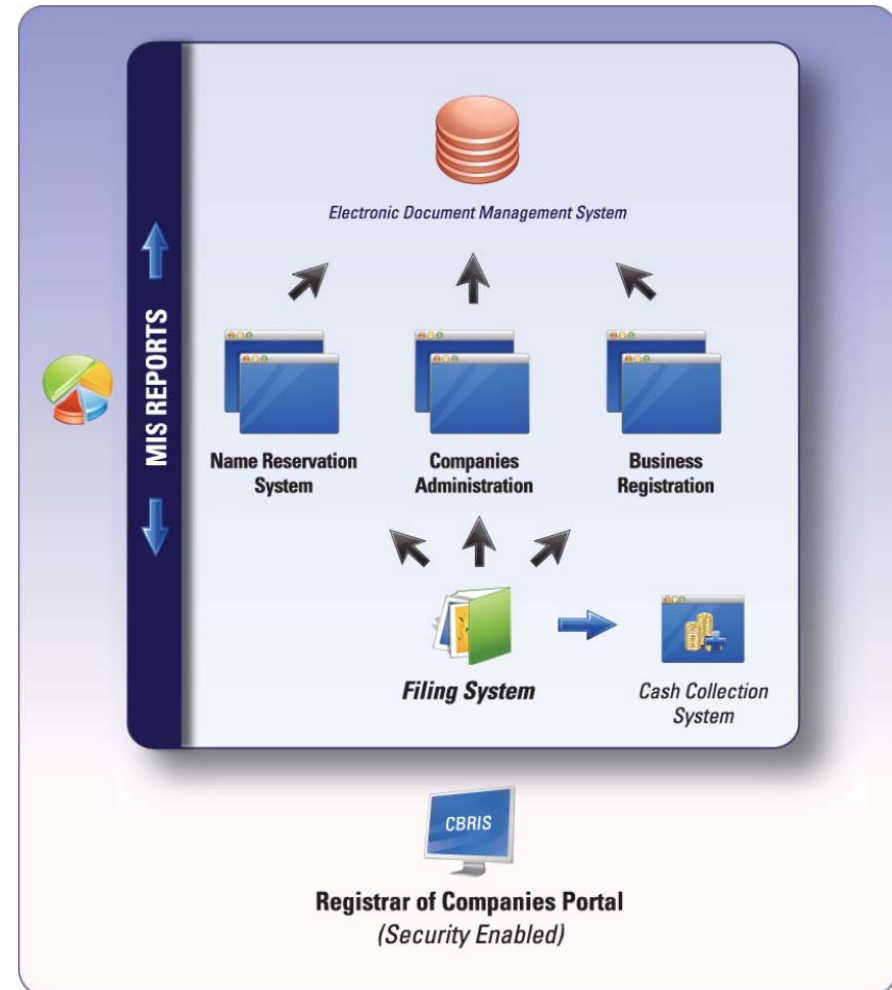 Electronic Document Management System
MIS REPORTS
Name Reservation
System
Companies
Administration
Business
Registration
Filing System
Cash Collection
System
CBRIS
Registrar of Companies Portal
(Security Enabled)